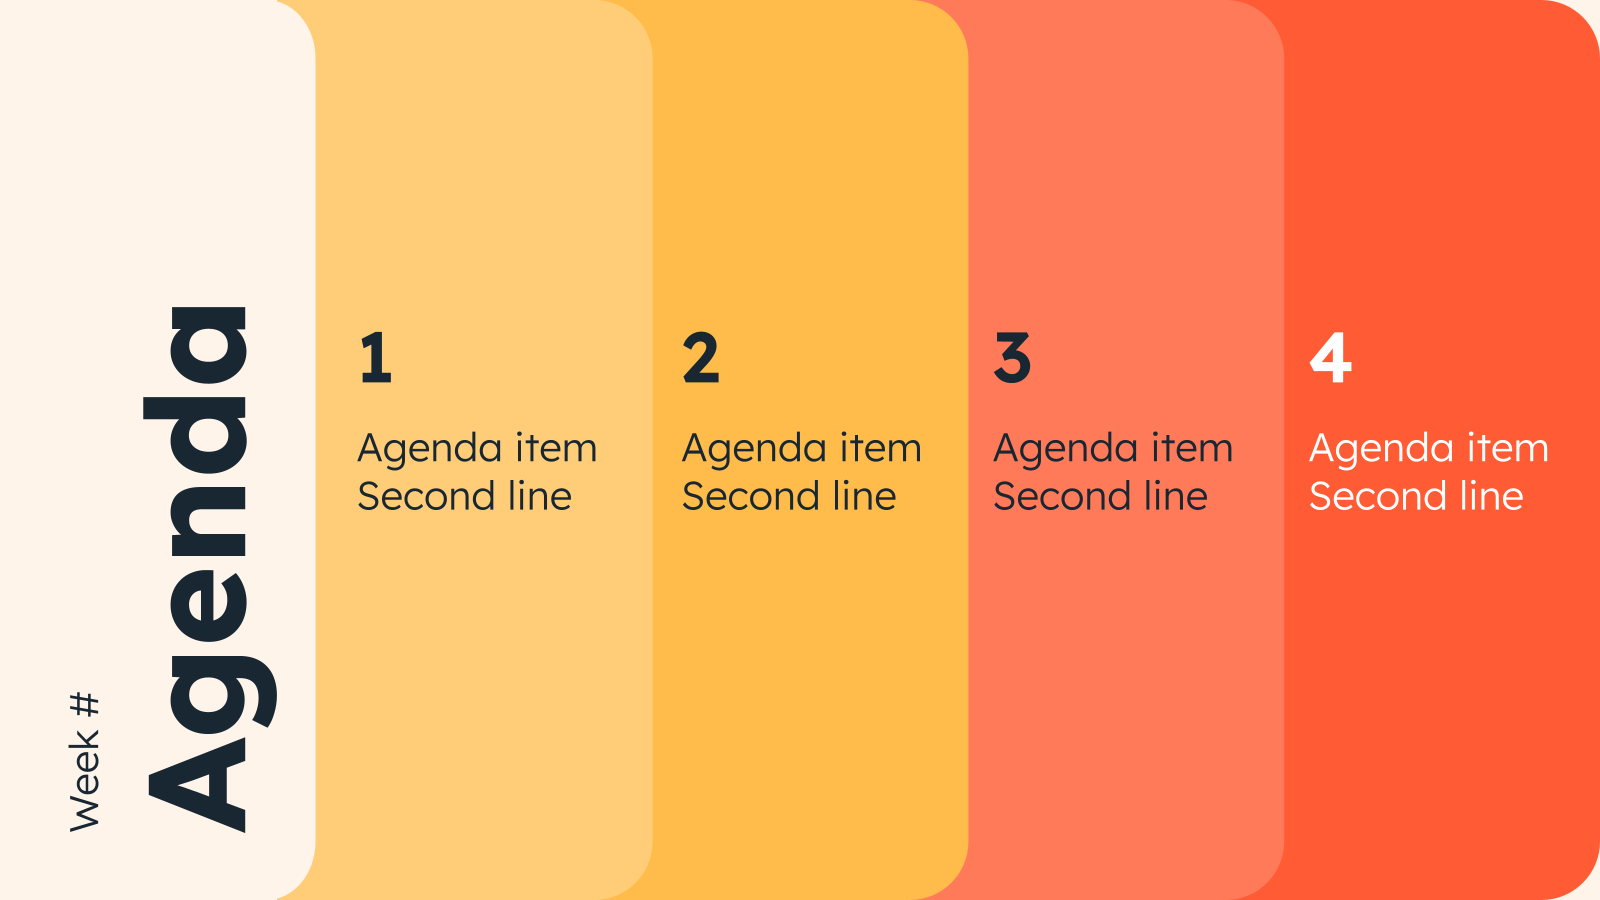 Week #
Agenda
1
Agenda item
Second line
2
Agenda item
Second line
3
Agenda item
Second line
4
Agenda item
Second line